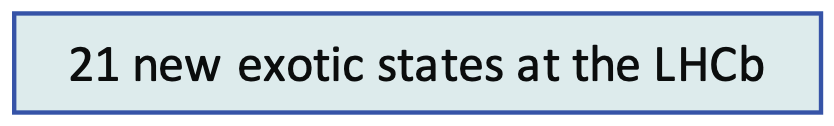 21 new exotic states at the LHCb